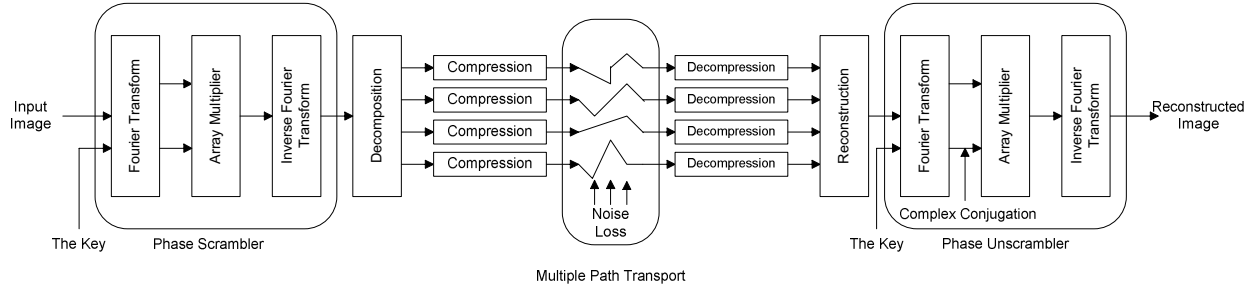 Input
Image
The Key
Fourier Transform
Array Multiplier
Inverse Fourier
Transform
Phase Scrambler
Decomposition
Compression
Compression
Compression
Compression
Noise
Loss
Multiple Path Transport
Decompression
Decompression
Decompression
Decompression
Reconstruction
The Key
Fourier Transform
Complex Conjugation
Array Multiplier
Inverse Fourier
Transform
Phase Unscrambler
Reconstructed
Image